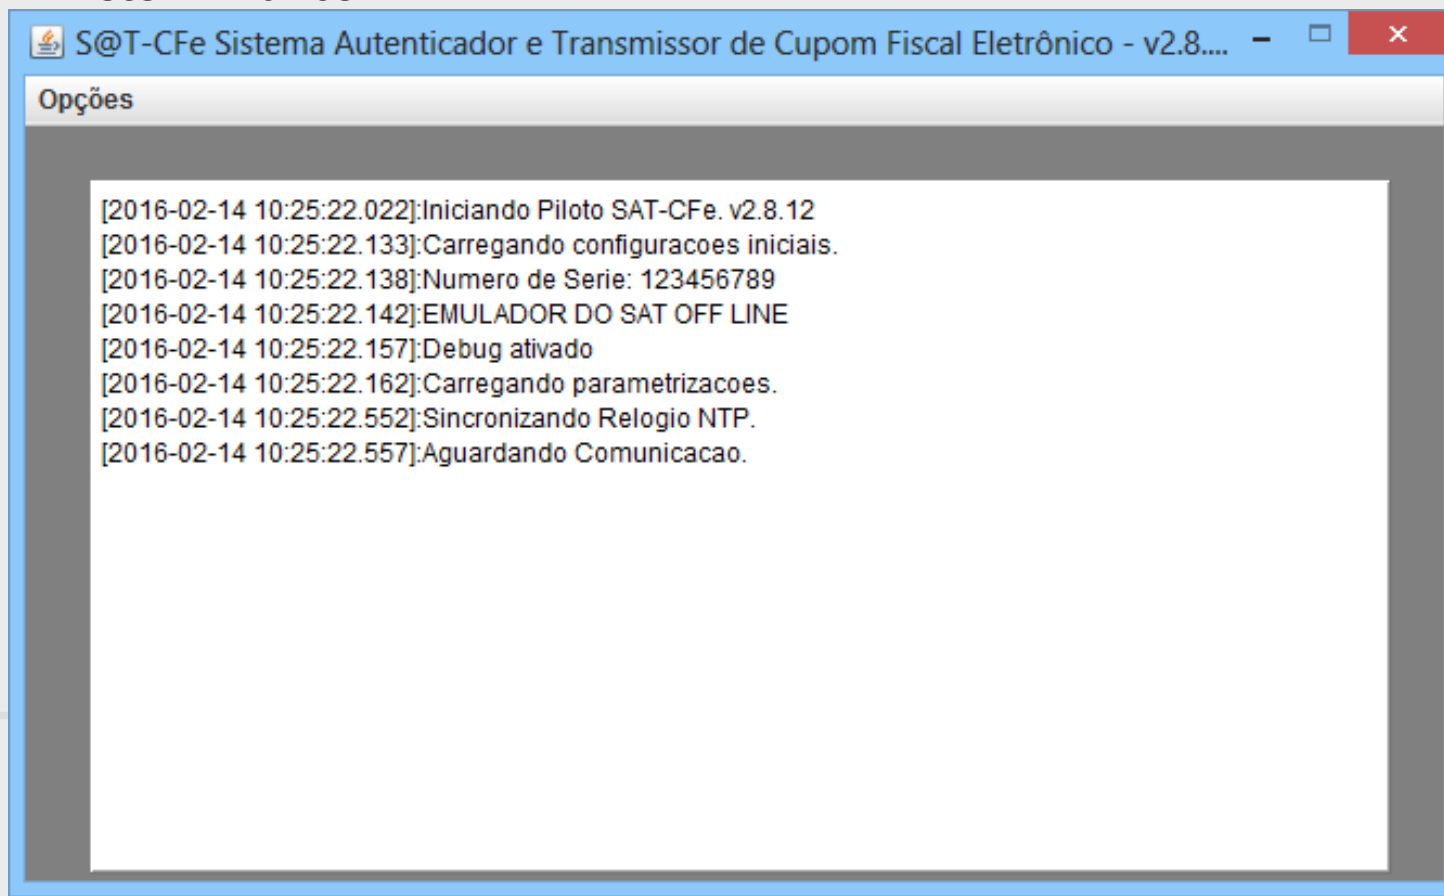 S@T-CFe Sistema Autenticador e Transmissor de Cupom Fiscal Eletrônico - v2.8....
Opções
[2016-02-14 10:25:22.022]:Iniciando Piloto SAT-CFe. v2.8.12
[2016-02-14 10:25:22.133]:Carregando configuracoes iniciais.
[2016-02-14 10:25:22.138]:Numero de Serie: 123456789
[2016-02-14 10:25:22.142]:EMULADOR DO SAT OFF LINE
[2016-02-14 10:25:22.157]:Debug ativado
[2016-02-14 10:25:22.162]:Carregando parametrizacoes.
[2016-02-14 10:25:22.552]:Sincronizando Relogio NTP.
[2016-02-14 10:25:22.557]:Aguardando Comunicacao.